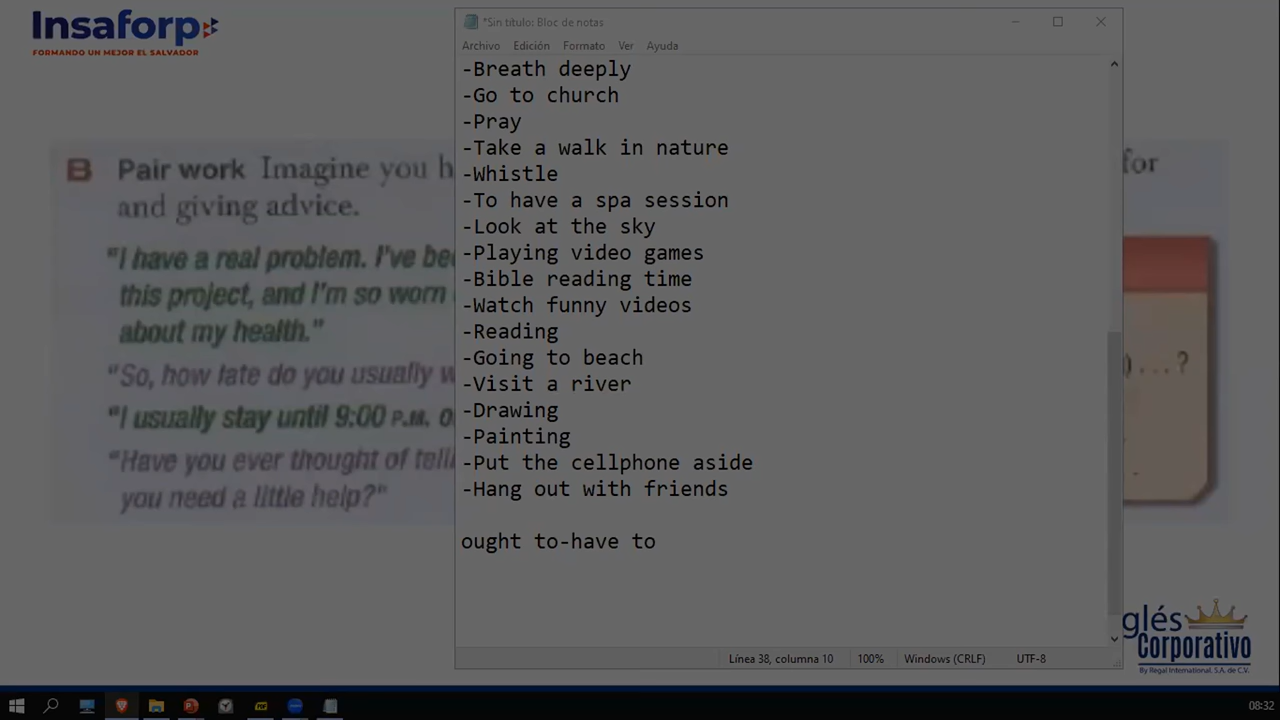 Insaforp
FORMANDO UN MEJOR EL SALVADOR
*Sin título: Bloc de notas
Archivo Edición Formato Ver Ayuda
-Breath deeply
-Go to church
-Pray
-Take a walk in nature
-Whistle
-To have a spa session
-Look at the sky
-Playing video games
-Bible reading time
-Watch funny videos
-Reading
-Going to beach
-Visit a river
-Drawing
-Painting
-Put the cellphone aside
-Hang out with friends
ought to-have to
Línea 38, columna 10 100% Windows (CRLF) UTF-8
B Pair work Imagine you h
for
and giving advice.
"I have a real problem. I've bee
this project, and I'm so worn
about my health."
"So, how late do you usually w
) ...?
"I usually stay until 9:00 P.M. o
"Have you ever thought of tell
you need a little help?"
glés
Corporativo
By Regal International, S.A. de C.V.
08:32